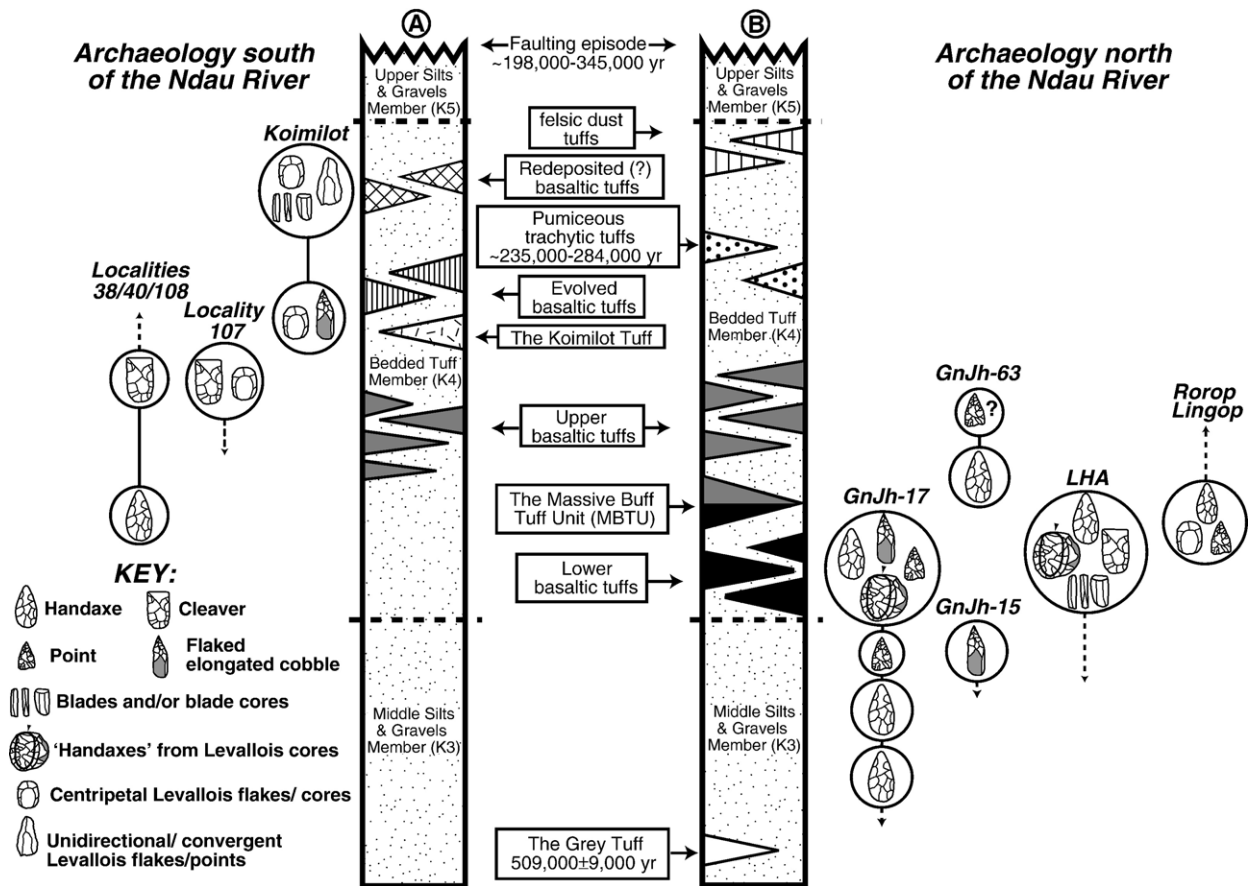 Archaeology south
of the Ndau River
A
Faulting episode
~198,000-345,000 yr
B
Archaeology north
of the Ndau River
Upper Silts
& Gravels
Member (K5)
Upper Silts
& Gravels
Member (K5)
felsic dust
tuffs
Koimilot
Redeposited (?)
basaltic tuffs
Pumiceous
trachytic tuffs
~235,000-284,000 yr
Localities
38/40/108
Locality
107
Evolved
basaltic tuffs
The Koimilot Tuff
Bedded Tuff
Member (K4)
Bedded Tuff
Member (K4)
GnJh-63
?
Rorop
Lingop
Upper
basaltic tuffs
GnJh-17
LHA
The Massive Buff
Tuff Unit (MBTU)
Lower
basaltic tuffs
GnJh-15
KEY:
Handaxe
Cleaver
Point
Flaked
elongated cobble
Blades and/or blade cores
'Handaxes' from Levallois cores
Centripetal Levallois flakes/ cores
Unidirectional/ convergent
Levallois flakes/points
Middle Silts
& Gravels
Member (K3)
Middle Silts
& Gravels
Member (K3)
The Grey Tuff
509,000±9,000 yr